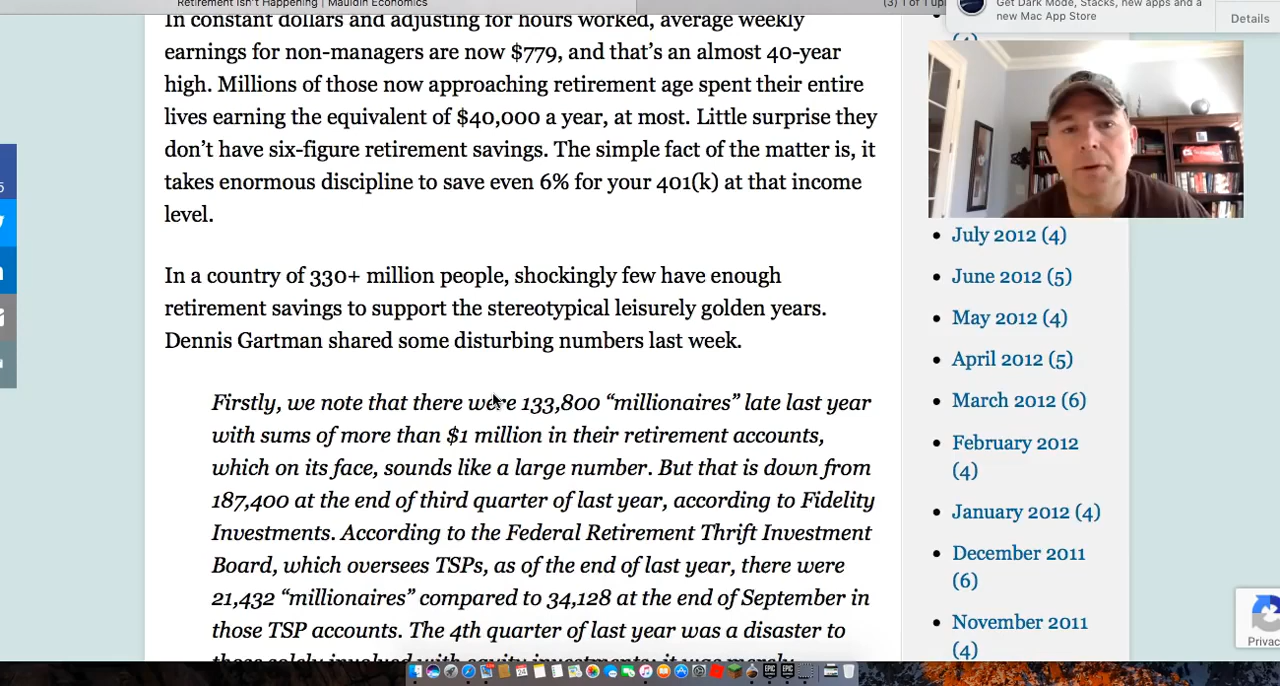 Retirement Isn't Happening | Mauldin Economics
Get Dark Mode, Stacks, new apps and a
new Mac App Store
Details
In constant dollars and adjusting for hours worked, average weekly
earnings for non-managers are now $779, and that's an almost 40-year
high. Millions of those now approaching retirement age spent their entire
lives earning the equivalent of $40,000 a year, at most. Little surprise they
don't have six-figure retirement savings. The simple fact of the matter is, it
takes enormous discipline to save even 6% for your 401(k) at that income
level.
In a country of 330+ million people, shockingly few have enough
retirement savings to support the stereotypical leisurely golden years.
Dennis Gartman shared some disturbing numbers last week.
Firstly, we note that there were 133,800 “millionaires” late last year
with sums of more than $1 million in their retirement accounts,
which on its face, sounds like a large number. But that is down from
187,400 at the end of third quarter of last year, according to Fidelity
Investments. According to the Federal Retirement Thrift Investment
Board, which oversees TSPs, as of the end of last year, there were
21,432 “millionaires” compared to 34,128 at the end of September in
those TSP accounts. The 4th quarter of last year was a disaster to
(4)
July 2012 (4)
June 2012 (5)
May 2012 (4)
April 2012 (5)
March 2012 (6)
February 2012
(4)
January 2012 (4)
December 2011
(6)
November 2011
(4)
Privac